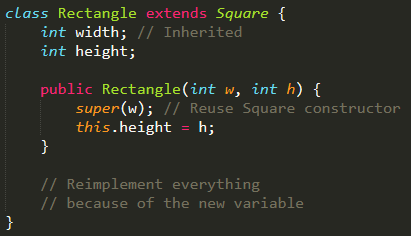 class Rectangle extends Square {
    int width; // Inherited
    int height;

    public Rectangle(int w, int h) {
        super(w); // Reuse Square constructor
        this.height = h;
    }

    // Reimplement everything
    // because of the new variable
}